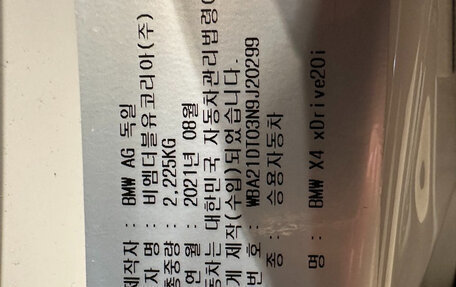 제작자 : BMW AG 독일
자 명 : 비엠더블유코리아(주)
총중량 : 2,225KG
연 월 : 2021년 08월
동차는 대한민국 자동차관리법령이
게 제작(수입)되었습니다.
번 호 : WBA21DT03N9J20299
종 : 승용자동차
명 : BMW X4 xDrive20i